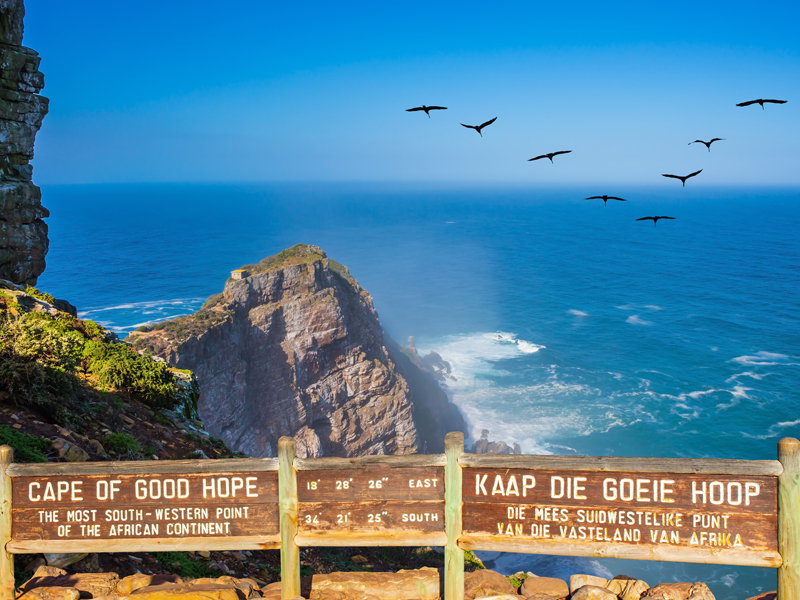 CAPE OF GOOD HOPE
THE MOST SOUTH-WESTERN POINT
OF THE AFRICAN CONTINENT
18° 28' 26" EAST
34° 21' 25" SOUTH
KAAP DIE GOEIE HOOP
DIE MEES SUIDWESTELIKE PUNT
VAN DIE VASTELAND VAN AFRIKA